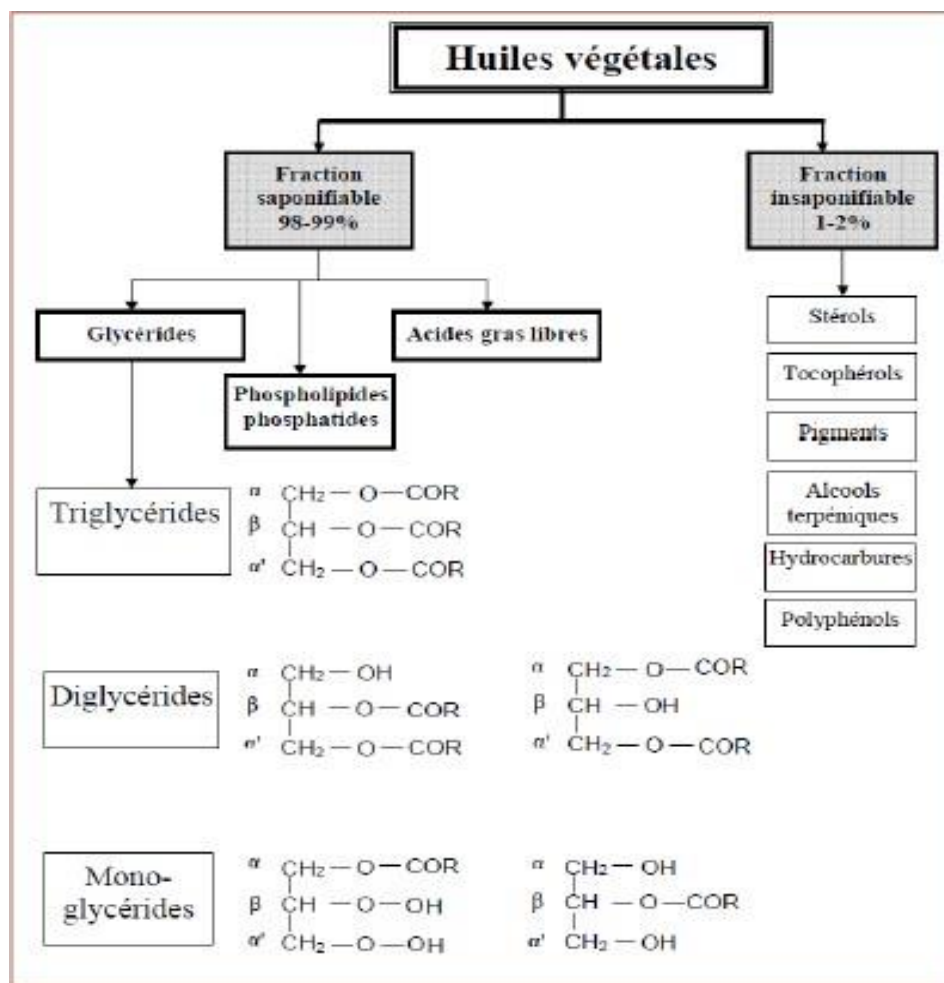 Huiles végétales
Fraction
saponifiable
98-99%
Fraction
insaponifiable
1-2%
Glycérides
Phospholipides
phosphatides
Acides gras libres
Stérols
Tocophérols
Pigments
Alcools
terpéniques
Hydrocarbures
Polyphénols
Triglycérides
α CH₂ — O — COR
β CH — O — COR
α' CH₂ — O — COR
Diglycérides
α CH₂ — OH
β CH — O — COR
α' CH₂ — O — COR
α CH₂ — O — COR
β CH — OH
α' CH₂ — O — COR
Mono-
glycérides
α CH₂ — O — COR
β CH — O — OH
α' CH₂ — O — OH
α CH₂ — OH
β CH — O — COR
α' CH₂ — OH